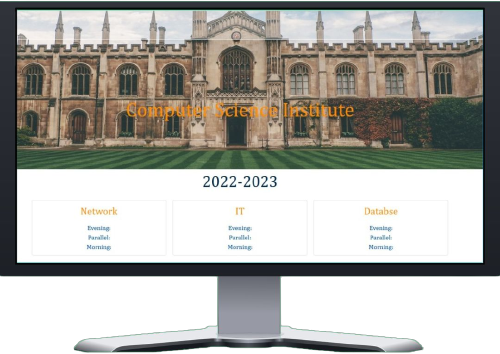 Computer Science Institute
2022-2023
Network
Evening:
Parallel:
Morning:
IT
Evening:
Parallel:
Morning:
Databse
Evening:
Parallel:
Morning: